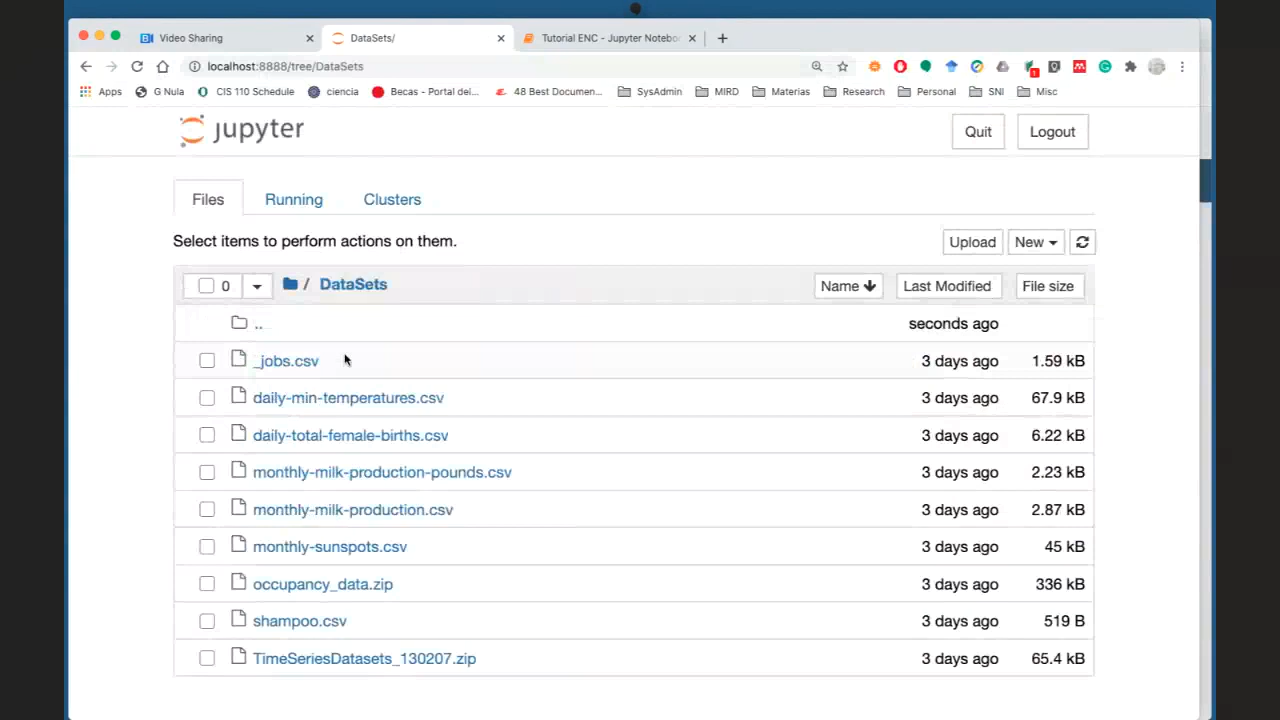 Video Sharing
DataSets/
Tutorial ENC - Jupyter Notebo
localhost:8888/tree/DataSets
Apps G Nula CIS 110 Schedule ciencia Becas - Portal del... 48 Best Documen... SysAdmin MIRD Materias Research Personal SNI Misc
jupyter
Quit Logout
Files Running Clusters
Select items to perform actions on them.
Upload New
0 / DataSets Name Last Modified File size
.. seconds ago
_jobs.csv 3 days ago 1.59 kB
daily-min-temperatures.csv 3 days ago 67.9 kB
daily-total-female-births.csv 3 days ago 6.22 kB
monthly-milk-production-pounds.csv 3 days ago 2.23 kB
monthly-milk-production.csv 3 days ago 2.87 kB
monthly-sunspots.csv 3 days ago 45 kB
occupancy_data.zip 3 days ago 336 kB
shampoo.csv 3 days ago 519 B
TimeSeriesDatasets_130207.zip 3 days ago 65.4 kB